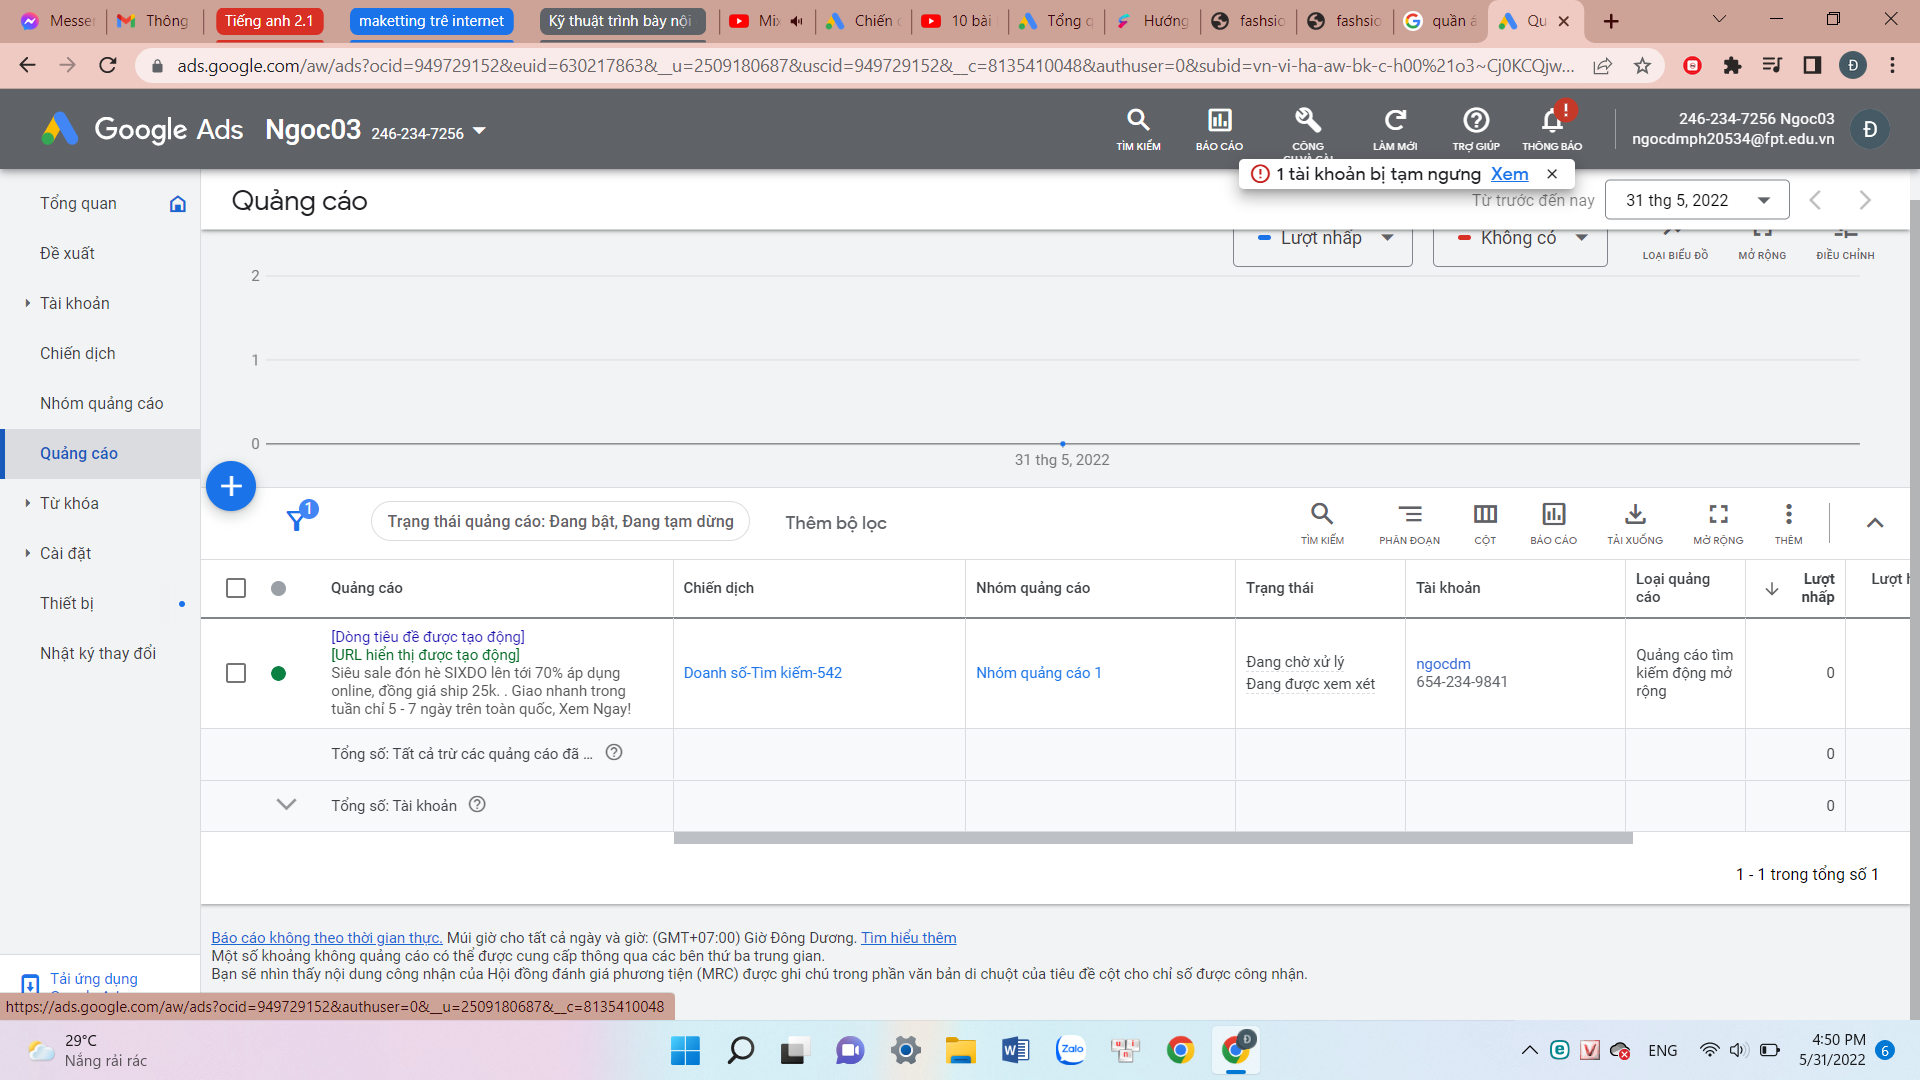 Messen
Thông
Tiếng anh 2.1
maketting trê internet
Kỹ thuật trình bày nội
Mix
Chiến
10 bài
Tổng q
Hướng
fashsio
fashsio
quần á
Qu
ads.google.com/aw/ads?ocid=949729152&euid=630217863&__u=2509180687&uscid=949729152&__c=8135410048&authuser=0&subid=vn-vi-ha-aw-bk-c-h00%21o3~Cj0KCQjw...
Đ
Google Ads
Ngoc03 246-234-7256
TÌM KIẾM
BÁO CÁO
CÔNG
LÀM MỚI
TRỢ GIÚP
THÔNG BÁO
246-234-7256 Ngoc03
ngocdmph20534@fpt.edu.vn
Đ
1 tài khoản bị tạm ngưng Xem
Tổng quan
Đề xuất
Tài khoản
Chiến dịch
Nhóm quảng cáo
Quảng cáo
Từ khóa
Cài đặt
Thiết bị
Nhật ký thay đổi
Tải ứng dụng
Quảng cáo
Từ trước đến nay
31 thg 5, 2022
Lượt nhấp
Không có
LOẠI BIỂU ĐỒ
MỞ RỘNG
ĐIỀU CHỈNH
2
1
0
31 thg 5, 2022
1
Trạng thái quảng cáo: Đang bật, Đang tạm dừng
Thêm bộ lọc
TÌM KIẾM
PHÂN ĐOẠN
CỘT
BÁO CÁO
TẢI XUỐNG
MỞ RỘNG
THÊM
Quảng cáo
Chiến dịch
Nhóm quảng cáo
Trạng thái
Tài khoản
Loại quảng
cáo
Lượt
nhấp
Lượt h
[Dòng tiêu đề được tạo động]
[URL hiển thị được tạo động]
Siêu sale đón hè SIXDO lên tới 70% áp dụng
online, đồng giá ship 25k. . Giao nhanh trong
tuần chỉ 5 - 7 ngày trên toàn quốc, Xem Ngay!
Doanh số-Tìm kiếm-542
Nhóm quảng cáo 1
Đang chờ xử lý
Đang được xem xét
ngocdm
654-234-9841
Quảng cáo tìm
kiếm động mở
rộng
0
Tổng số: Tất cả trừ các quảng cáo đã ...
0
Tổng số: Tài khoản
0
1 - 1 trong tổng số 1
Báo cáo không theo thời gian thực. Múi giờ cho tất cả ngày và giờ: (GMT+07:00) Giờ Đông Dương. Tìm hiểu thêm
Một số khoảng không quảng cáo có thể được cung cấp thông qua các bên thứ ba trung gian.
Bạn sẽ nhìn thấy nội dung công nhận của Hội đồng đánh giá phương tiện (MRC) được ghi chú trong phần văn bản di chuột của tiêu đề cột cho chỉ số được công nhận.
https://ads.google.com/aw/ads?ocid=949729152&authuser=0&__u=2509180687&__c=8135410048
29°C
Nắng rải rác
Zalo
Đ
ENG
4:50 PM
5/31/2022
6